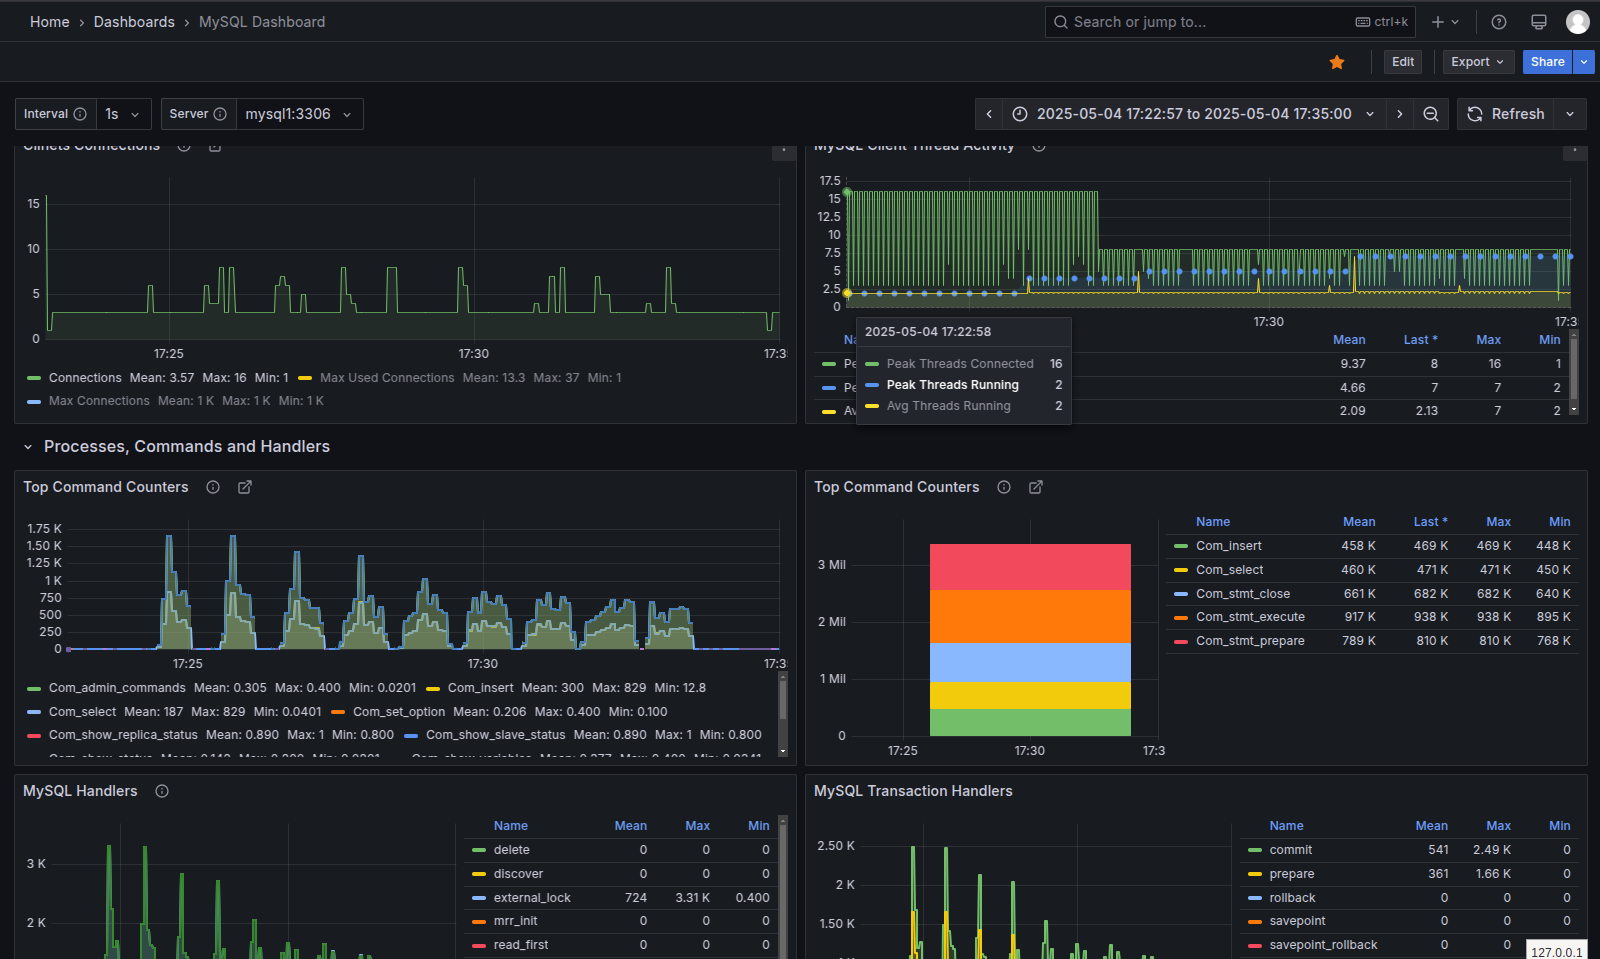 Home › Dashboards › MySQL Dashboard
Search or jump to... ctrl+k
Edit Export Share
Interval 1s Server mysql1:3306 2025-05-04 17:22:57 to 2025-05-04 17:35:00 Refresh
Connections
MySQL Client Thread Activity
15
10
5
0
17:25 17:30
Connections Mean: 3.57 Max: 16 Min: 1 Max Used Connections Mean: 13.3 Max: 37 Min: 1
Max Connections Mean: 1 K Max: 1 K Min: 1 K
17.5
15
12.5
10
7.5
5
2.5
0
17:30
Mean Last * Max Min
9.37 8 16 1
4.66 7 7 2
2.09 2.13 7 2
2025-05-04 17:22:58
Peak Threads Connected 16
Peak Threads Running 2
Avg Threads Running 2
Processes, Commands and Handlers
Top Command Counters
1.75 K
1.50 K
1.25 K
1 K
750
500
250
0
17:25 17:30
Com_admin_commands Mean: 0.305 Max: 0.400 Min: 0.0201 Com_insert Mean: 300 Max: 829 Min: 12.8
Com_select Mean: 187 Max: 829 Min: 0.0401 Com_set_option Mean: 0.206 Max: 0.400 Min: 0.100
Com_show_replica_status Mean: 0.890 Max: 1 Min: 0.800 Com_show_slave_status Mean: 0.890 Max: 1 Min: 0.800
Top Command Counters
3 Mil
2 Mil
1 Mil
0
17:25 17:30 17:3
Name Mean Last * Max Min
Com_insert 458 K 469 K 469 K 448 K
Com_select 460 K 471 K 471 K 450 K
Com_stmt_close 661 K 682 K 682 K 640 K
Com_stmt_execute 917 K 938 K 938 K 895 K
Com_stmt_prepare 789 K 810 K 810 K 768 K
MySQL Handlers
3 K
2 K
Name Mean Max Min
delete 0 0 0
discover 0 0 0
external_lock 724 3.31 K 0.400
mrr_init 0 0 0
read_first 0 0 0
MySQL Transaction Handlers
2.50 K
2 K
1.50 K
Name Mean Max Min
commit 541 2.49 K 0
prepare 361 1.66 K 0
rollback 0 0 0
savepoint 0 0 0
savepoint_rollback 0 0
127.0.0.1